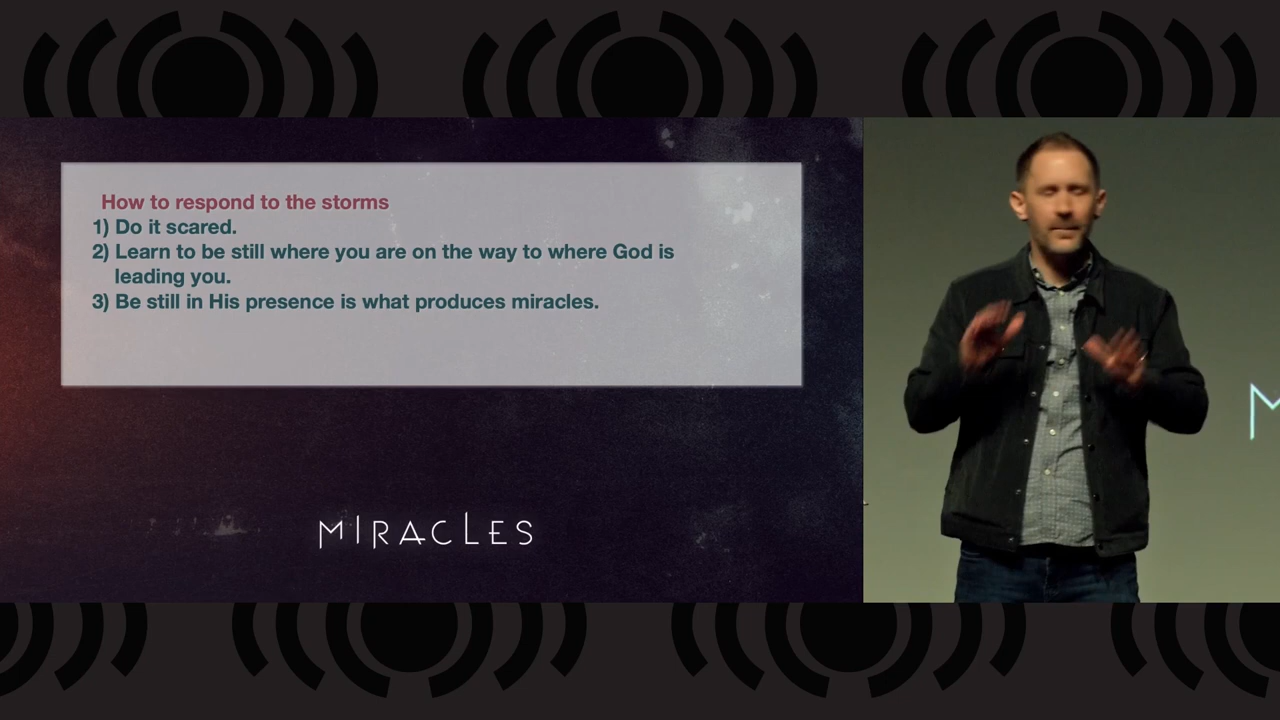 How to respond to the storms
1) Do it scared.
2) Learn to be still where you are on the way to where God is
leading you.
3) Be still in His presence is what produces miracles.
MIRACLES
M